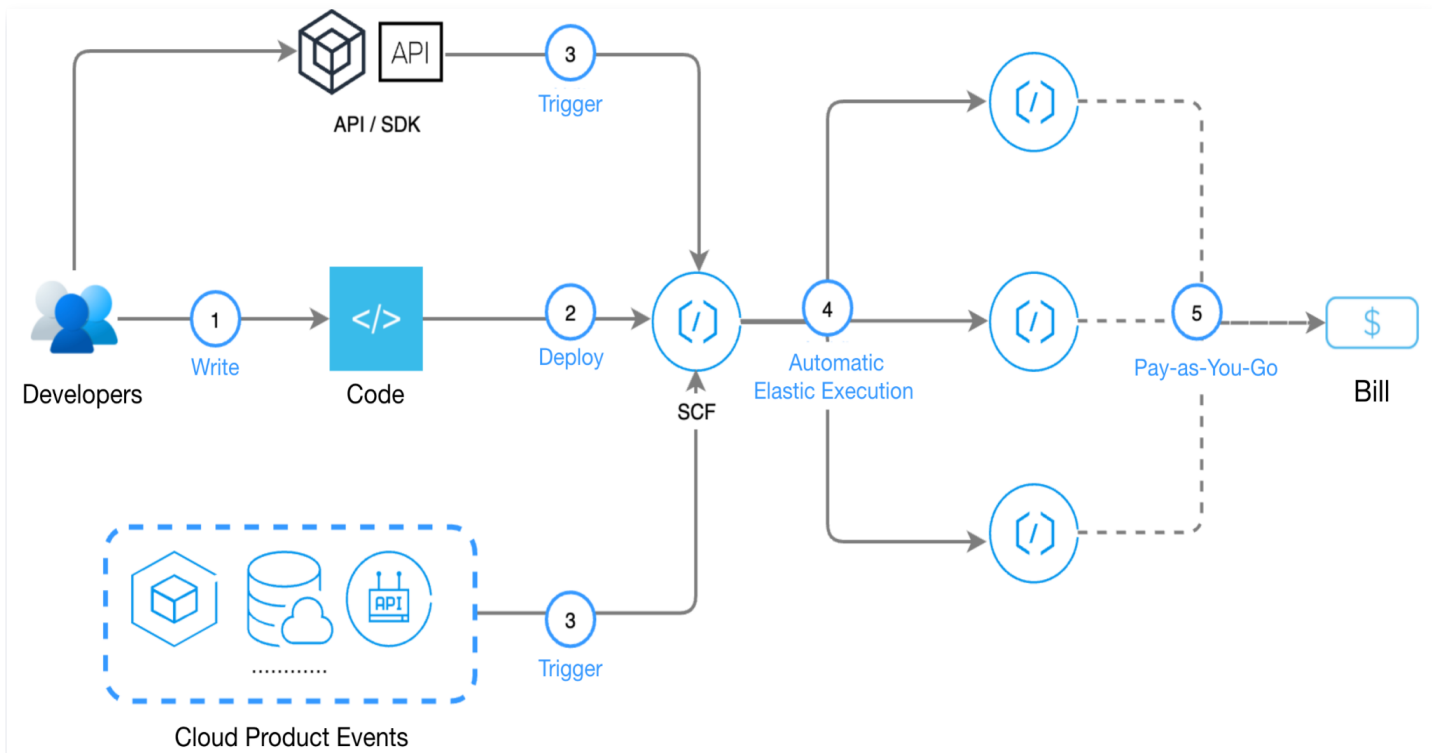 API
3
Trigger
API / SDK
1
Write
</>
2
Deploy
4
Automatic
Elastic Execution
5
Pay-as-You-Go
$
Developers
Code
SCF
Bill
API
............
3
Trigger
Cloud Product Events